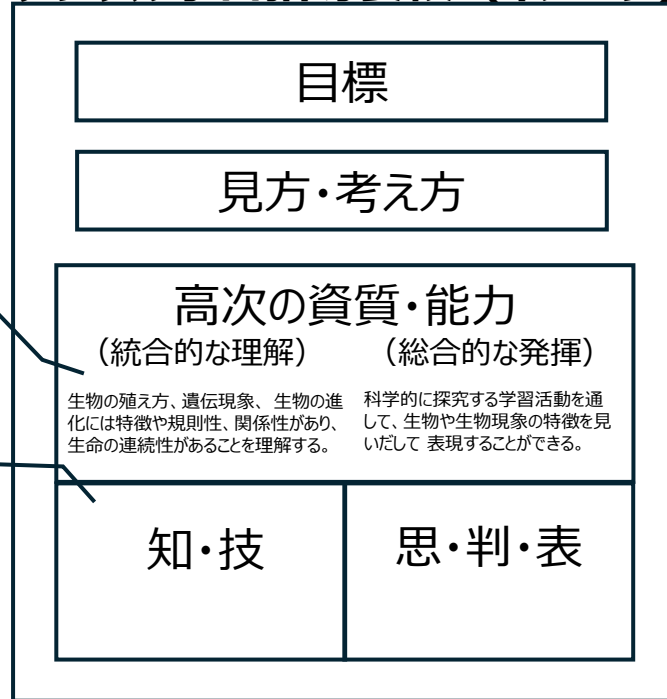 目標
見方・考え方
高次の資質・能力
（統合的な理解）
（総合的な発揮）
生物の殖え方、遺伝現象、生物の進
化には特徴や規則性、関係性があり、
生命の連続性があることを理解する。
科学的に探究する学習活動を通
して、生物や生物現象の特徴を見
いだして 表現することができる。
知・技
思・判・表